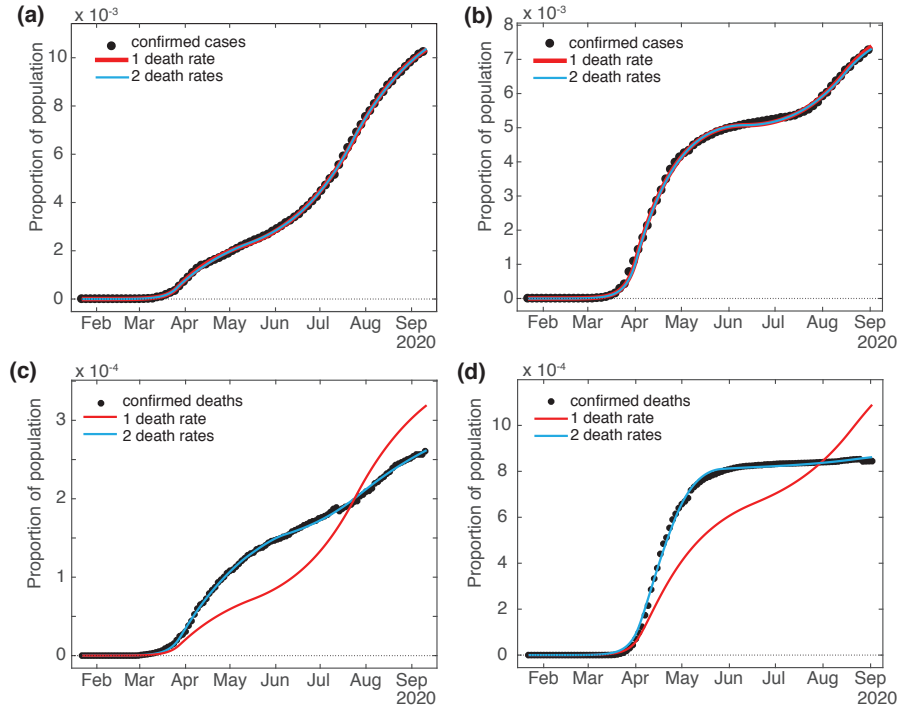 (a)
x 10⁻³
confirmed cases
1 death rate
2 death rates
Proportion of population
10
8
6
4
2
0
Feb Mar Apr May Jun Jul Aug Sep
2020
(b)
x 10⁻³
confirmed cases
1 death rate
2 death rates
Proportion of population
8
7
6
5
4
3
2
1
0
Feb Mar Apr May Jun Jul Aug Sep
2020
(c)
x 10⁻⁴
confirmed deaths
1 death rate
2 death rates
Proportion of population
3
2
1
0
Feb Mar Apr May Jun Jul Aug Sep
2020
(d)
x 10⁻⁴
confirmed deaths
1 death rate
2 death rates
Proportion of population
10
8
6
4
2
0
Feb Mar Apr May Jun Jul Aug Sep
2020